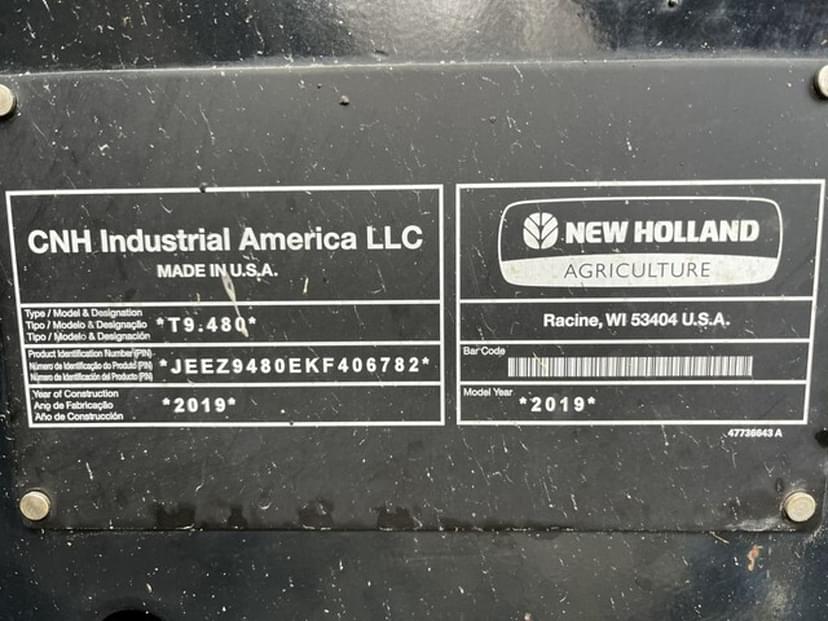 CNH Industrial America LLC
MADE IN U.S.A.
Type / Model & Designation
Tipo / Modelo & Designação
Tipo / Modelo & Designación
*T9.480*
Product Identification Number (PIN)
Número de Identificação do Produto (PIN)
Número de Identificación del Producto (PIN)
*JEEZ9480EKF406782*
Year of Construction
Ano de Fabricação
Año de Construcción
*2019*
NEW HOLLAND
AGRICULTURE
Racine, WI 53404 U.S.A.
Bar Code
Model Year
*2019*
47736643 A